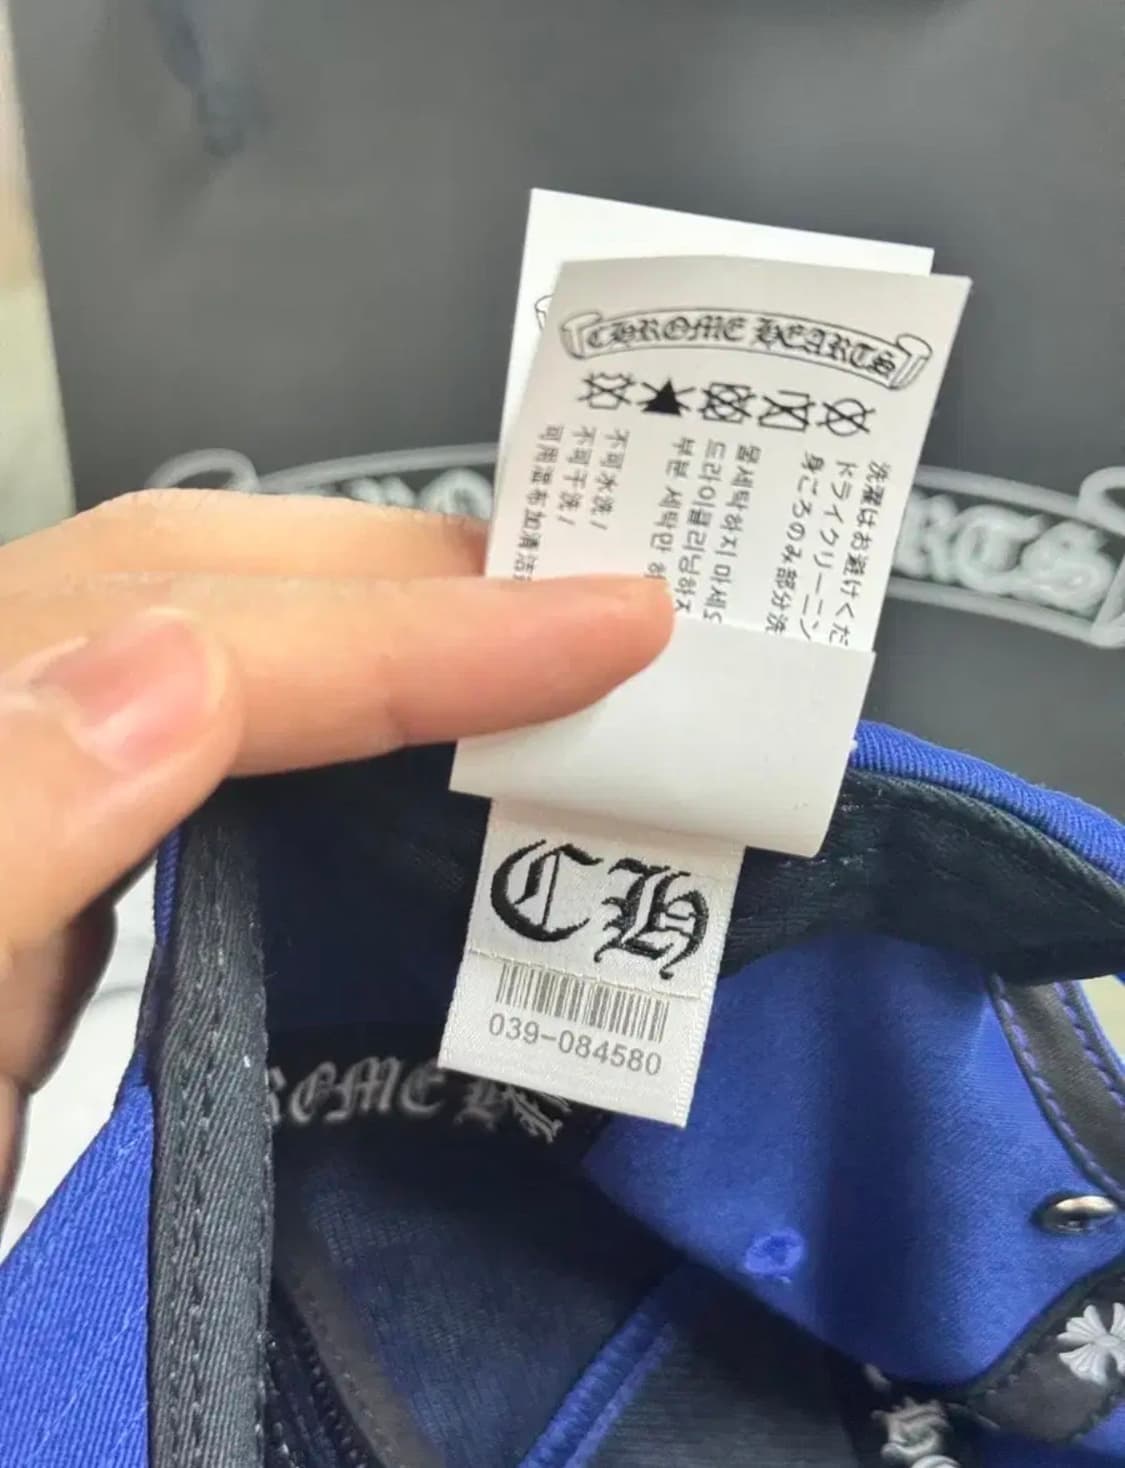 CHROME HEARTS
洗濯はお避けくだ
ドライクリーニン
身ごろのみ部分洗
물세탁하지 마세요
드라이클리닝하지
부분 세탁만 하
不可水洗/
不可干洗/
可用湿布加清洁
CH
039-084580
ROME H
RTS